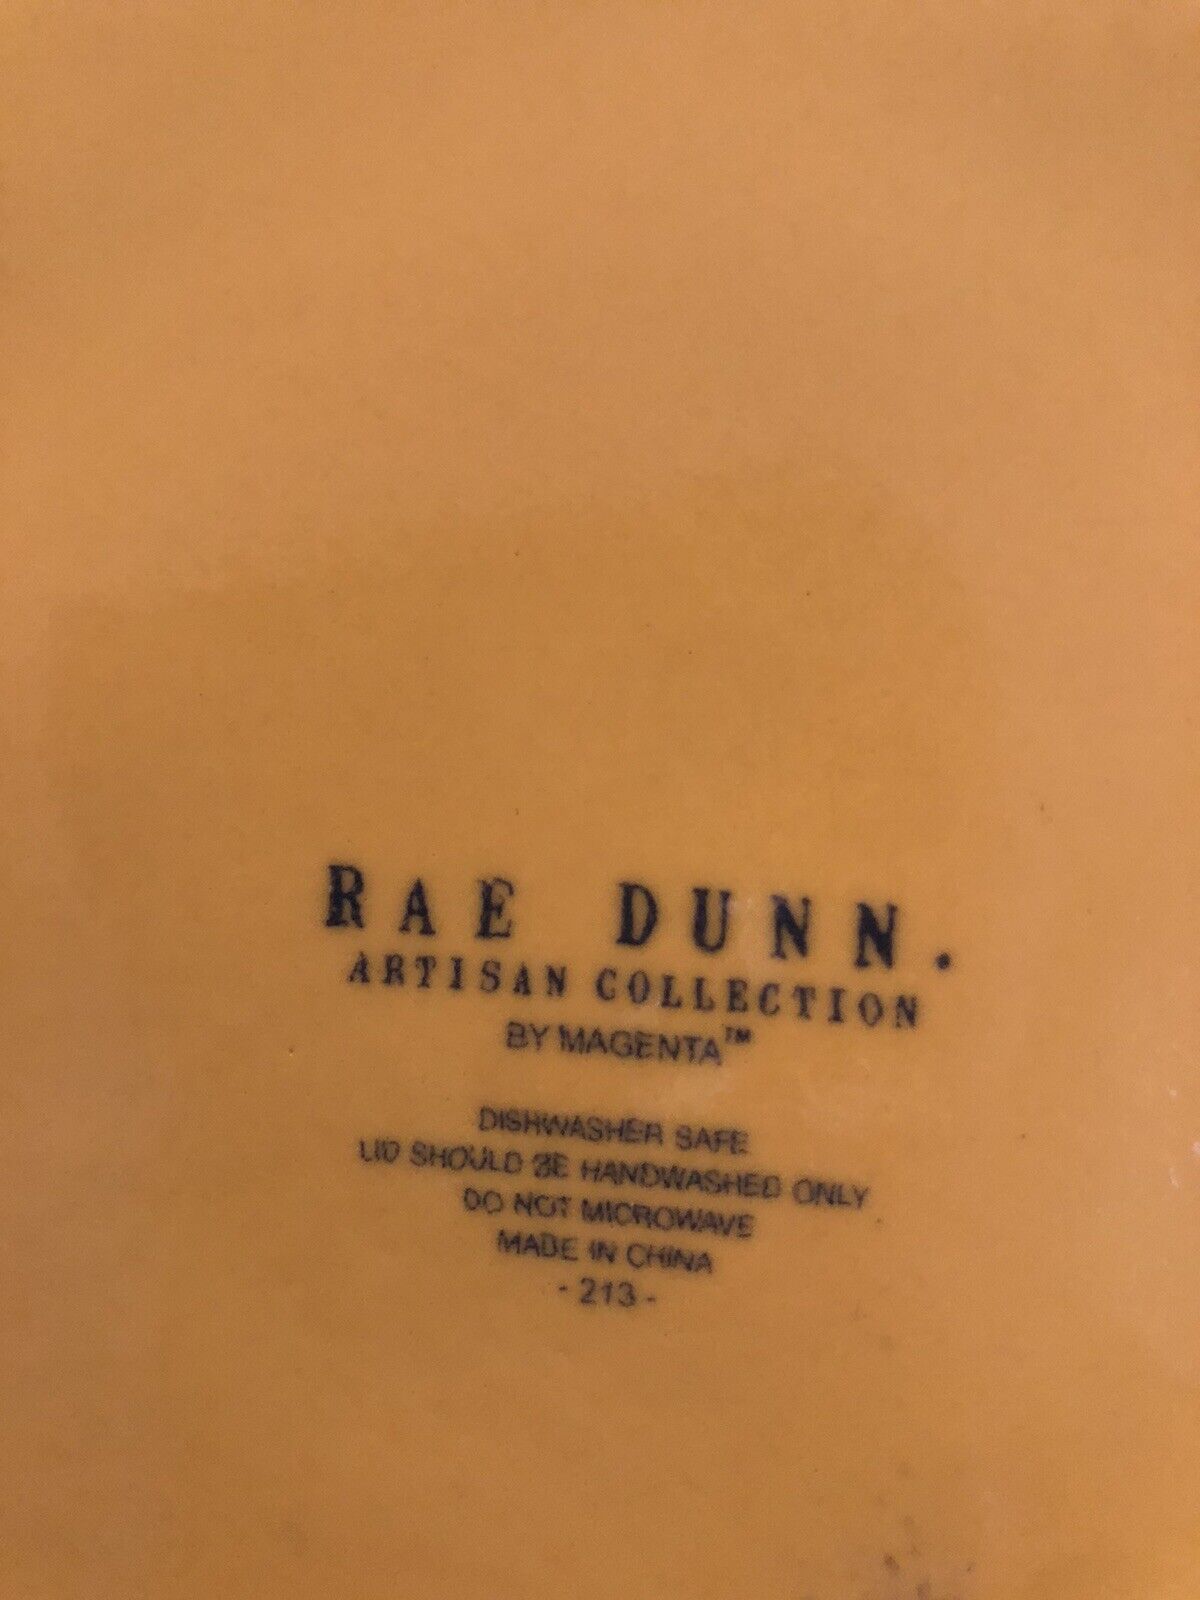 RAE DUNN.
ARTISAN COLLECTION
BY MAGENTA™
DISHWASHER SAFE
LID SHOULD BE HANDWASHED ONLY
DO NOT MICROWAVE
MADE IN CHINA
- 213 -